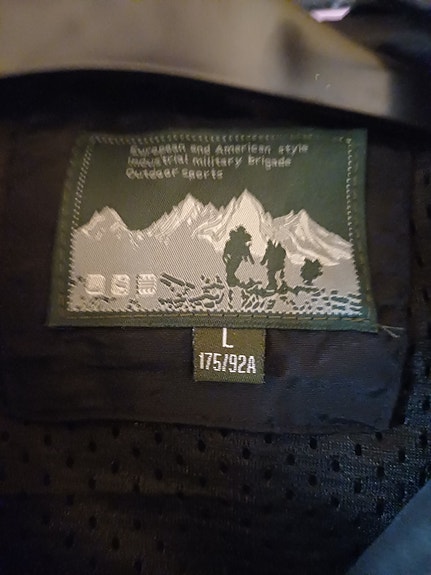 European and American style
Industrial military brigade
Outdoor sports
L
175/92A